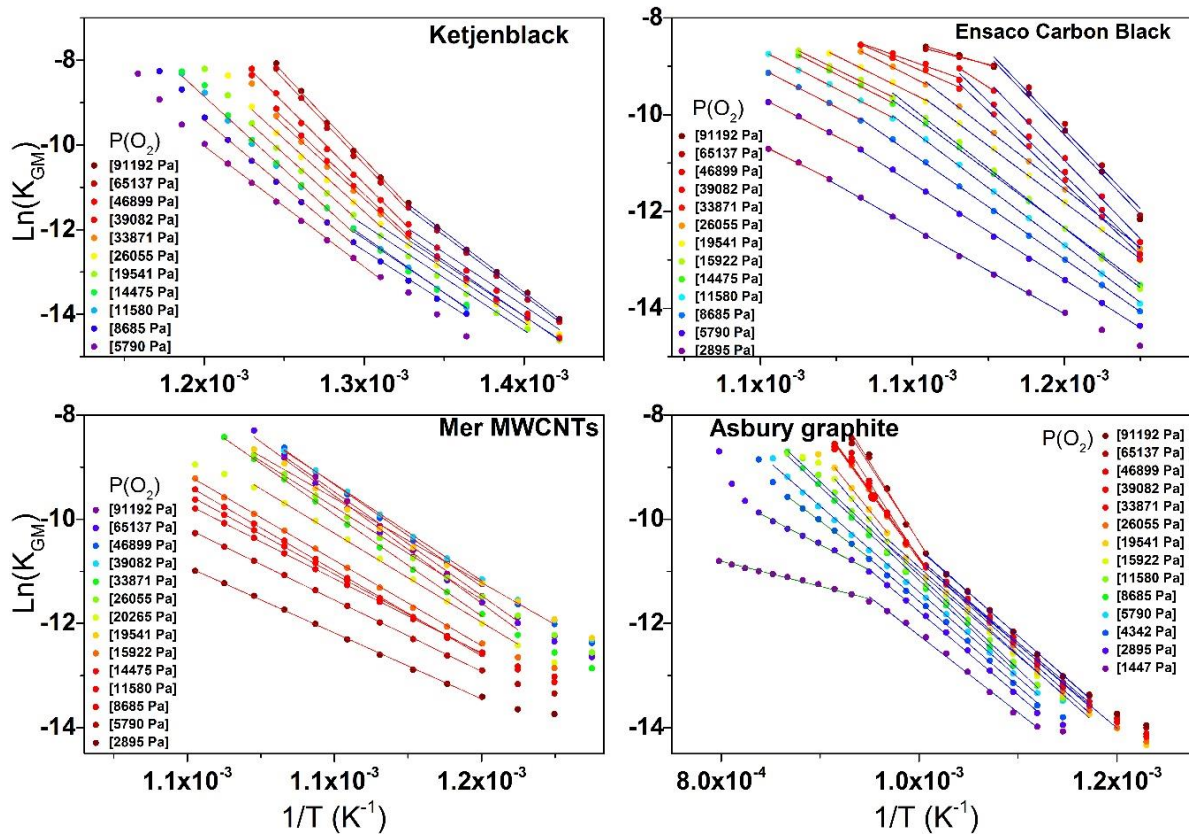 Ketjenblack
P(O₂)
[91192 Pa]
[65137 Pa]
[46899 Pa]
[39082 Pa]
[33871 Pa]
[26055 Pa]
[19541 Pa]
[14475 Pa]
[11580 Pa]
[8685 Pa]
[5790 Pa]
-8
-10
-12
-14
Ln(K_GM)
1.2x10⁻³
1.3x10⁻³
1.4x10⁻³
Ensaco Carbon Black
P(O₂)
[91192 Pa]
[65137 Pa]
[46899 Pa]
[39082 Pa]
[33871 Pa]
[26055 Pa]
[19541 Pa]
[15922 Pa]
[14475 Pa]
[11580 Pa]
[8685 Pa]
[5790 Pa]
[2895 Pa]
-8
-10
-12
-14
1.1x10⁻³
1.1x10⁻³
1.2x10⁻³
Mer MWCNTs
P(O₂)
[91192 Pa]
[65137 Pa]
[46899 Pa]
[39082 Pa]
[33871 Pa]
[26055 Pa]
[20265 Pa]
[19541 Pa]
[15922 Pa]
[14475 Pa]
[11580 Pa]
[8685 Pa]
[5790 Pa]
[2895 Pa]
-8
-10
-12
-14
Ln(K_GM)
1.1x10⁻³
1.1x10⁻³
1.2x10⁻³
1/T (K⁻¹)
Asbury graphite
P(O₂)
[91192 Pa]
[65137 Pa]
[46899 Pa]
[39082 Pa]
[33871 Pa]
[26055 Pa]
[19541 Pa]
[15922 Pa]
[11580 Pa]
[8685 Pa]
[5790 Pa]
[4342 Pa]
[2895 Pa]
[1447 Pa]
-8
-10
-12
-14
8.0x10⁻⁴
1.0x10⁻³
1.2x10⁻³
1/T (K⁻¹)